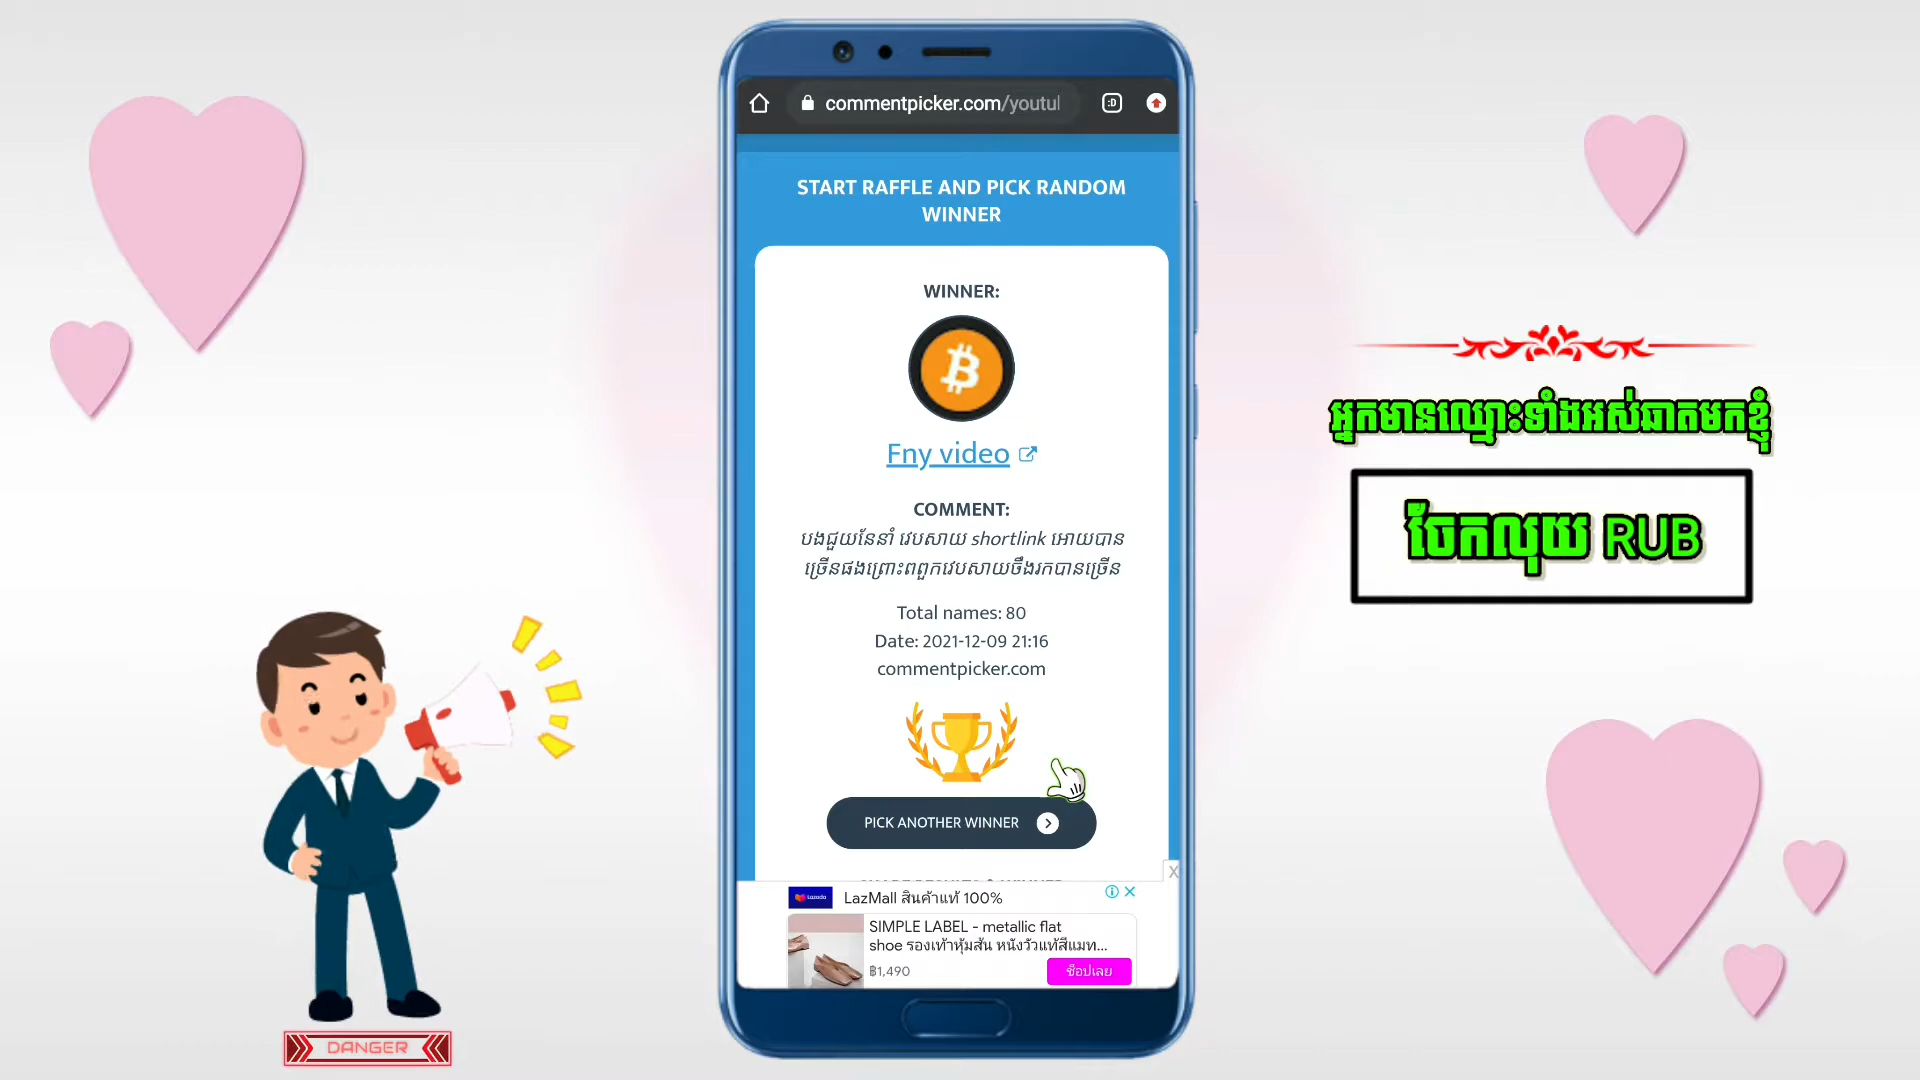 commentpicker.com/youtul
:D
START RAFFLE AND PICK RANDOM
WINNER
WINNER:
Fny video
COMMENT:
បងជួយនែនាំ វេបសាយ shortlink អោយបាន
ច្រើនផងព្រោះពពួកវេបសាយចឹងរកបានច្រើន
Total names: 80
Date: 2021-12-09 21:16
commentpicker.com
PICK ANOTHER WINNER
X
Lazada
LazMall สินค้าแท้ 100%
SIMPLE LABEL - metallic flat
shoe รองเท้าหุ้มส้น หนังวัวแท้สีแมท...
฿1,490
ช็อปเลย
អ្នកមានឈ្មោះទាំងអស់ឆាតមកខ្ញុំ
ចែកលុយ RUB
DANGER